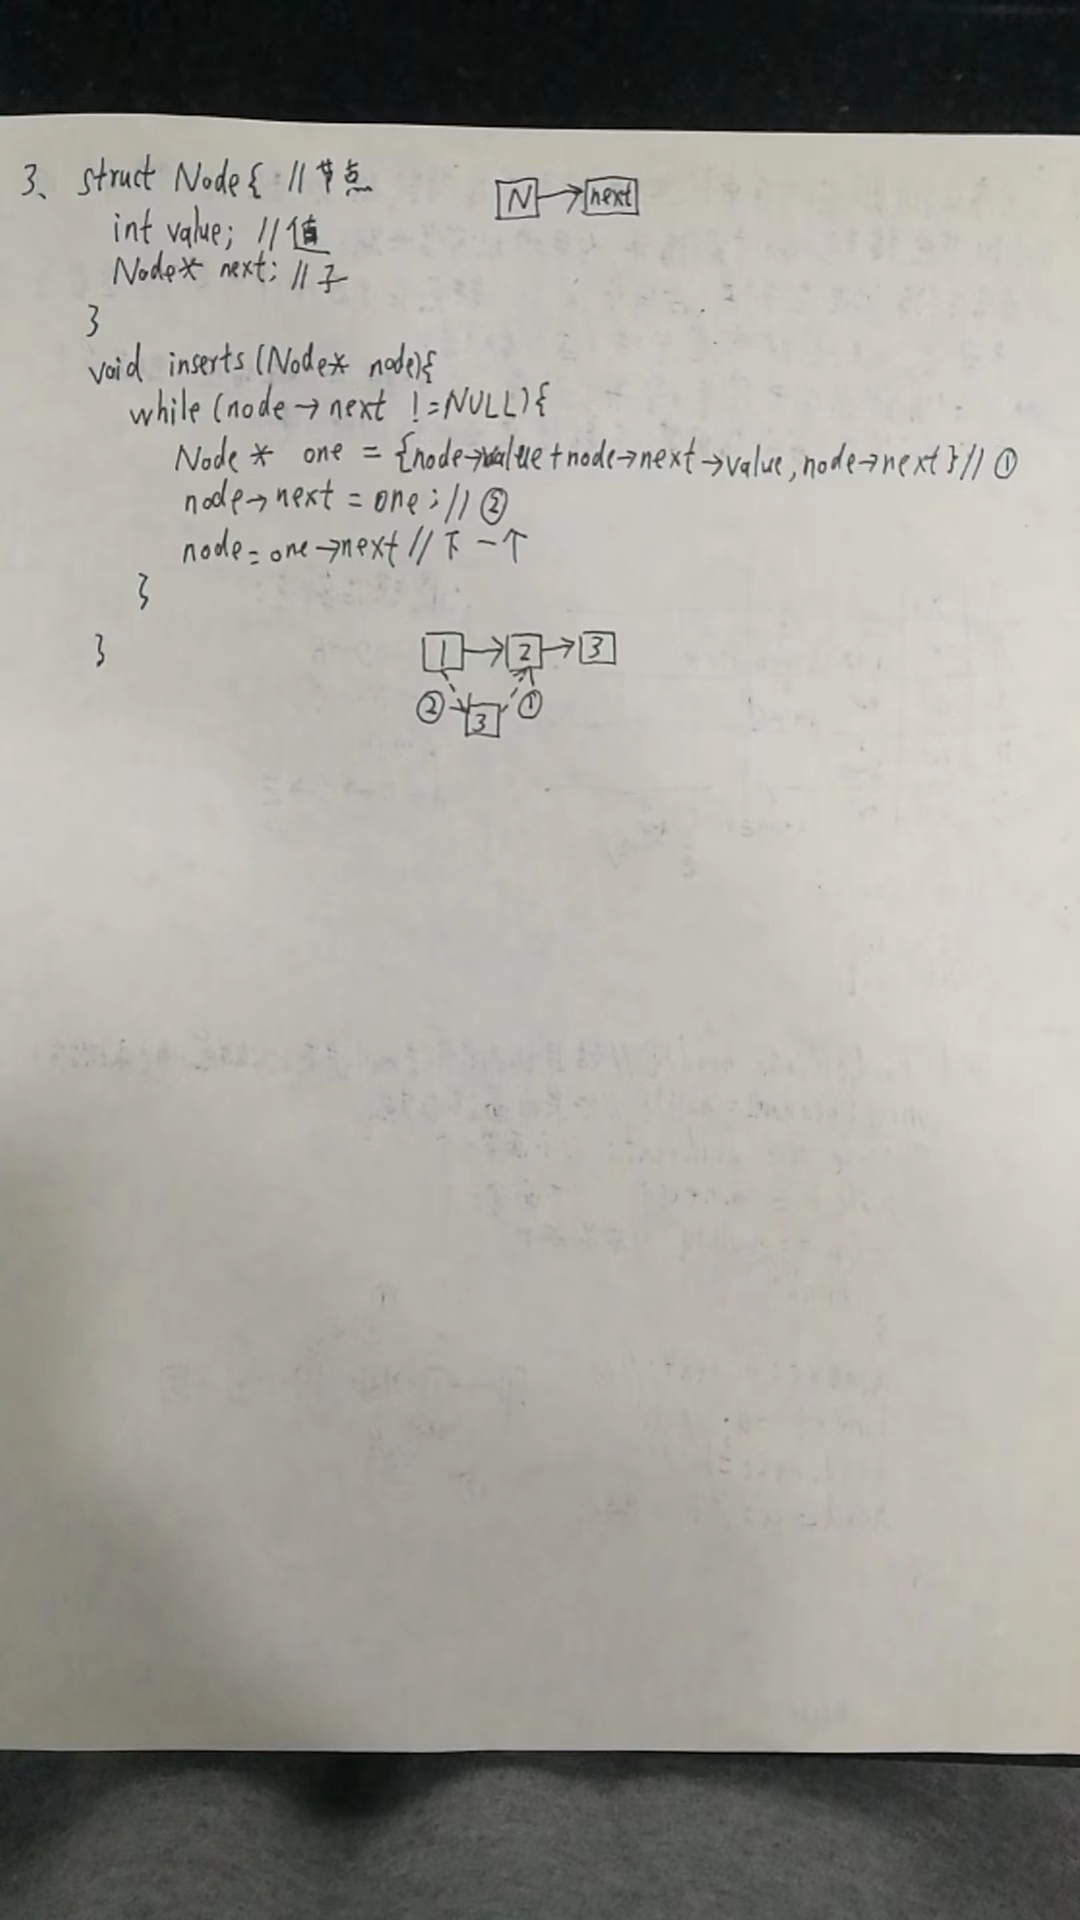 3、 struct Node{ //节点
N → next
int value; //值
Node* next; //子
}
void inserts(Node* node){
while(node→next !=NULL){
Node * one = {node→value+node→next→value,node→next}//①
node→next = one;//②
node=one→next//下一个
}
}
1 → 2 → 3
② 3 ①